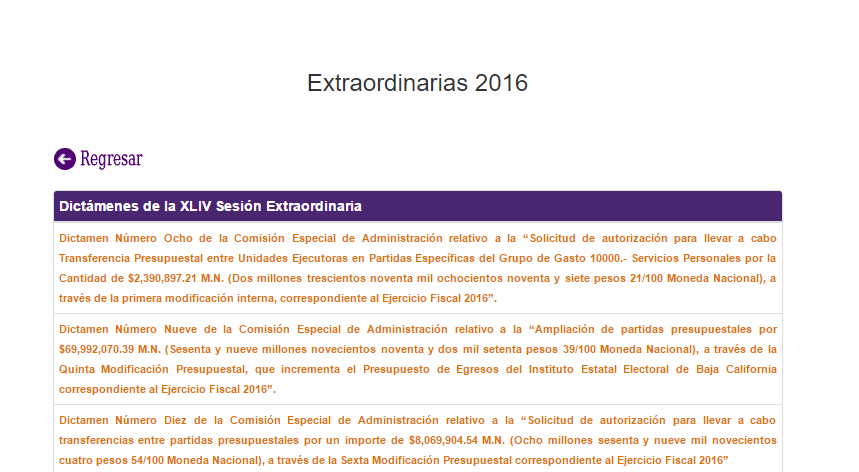 Extraordinarias 2016
Regresar
Dictámenes de la XLIV Sesión Extraordinaria
Dictamen Número Ocho de la Comisión Especial de Administración relativo a la “Solicitud de autorización para llevar a cabo
Transferencia Presupuestal entre Unidades Ejecutoras en Partidas Específicas del Grupo de Gasto 10000.- Servicios Personales por la
Cantidad de $2,390,897.21 M.N. (Dos millones trescientos noventa mil ochocientos noventa y siete pesos 21/100 Moneda Nacional), a
través de la primera modificación interna, correspondiente al Ejercicio Fiscal 2016”.
Dictamen Número Nueve de la Comisión Especial de Administración relativo a la “Ampliación de partidas presupuestales por
$69,992,070.39 M.N. (Sesenta y nueve millones novecientos noventa y dos mil setenta pesos 39/100 Moneda Nacional), a través de la
Quinta Modificación Presupuestal, que incrementa el Presupuesto de Egresos del Instituto Estatal Electoral de Baja California
correspondiente al Ejercicio Fiscal 2016”.
Dictamen Número Diez de la Comisión Especial de Administración relativo a la “Solicitud de autorización para llevar a cabo
transferencias entre partidas presupuestales por un importe de $8,069,904.54 M.N. (Ocho millones sesenta y nueve mil novecientos
cuatro pesos 54/100 Moneda Nacional), a través de la Sexta Modificación Presupuestal correspondiente al Ejercicio Fiscal 2016”